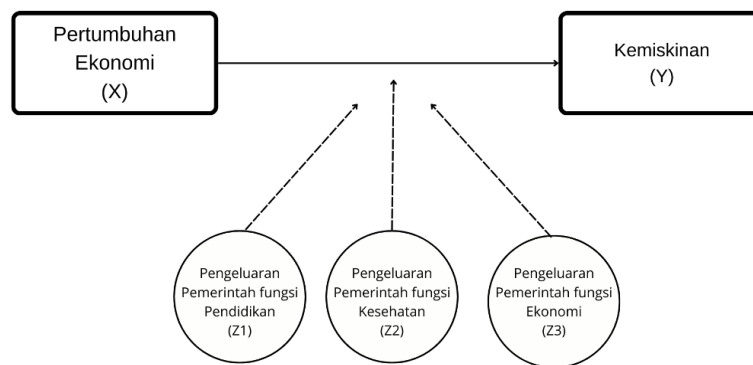 Pertumbuhan
Ekonomi
(X)
Kemiskinan
(Y)
Pengeluaran
Pemerintah fungsi
Pendidikan
(Z1)
Pengeluaran
Pemerintah fungsi
Kesehatan
(Z2)
Pengeluaran
Pemerintah fungsi
Ekonomi
(Z3)